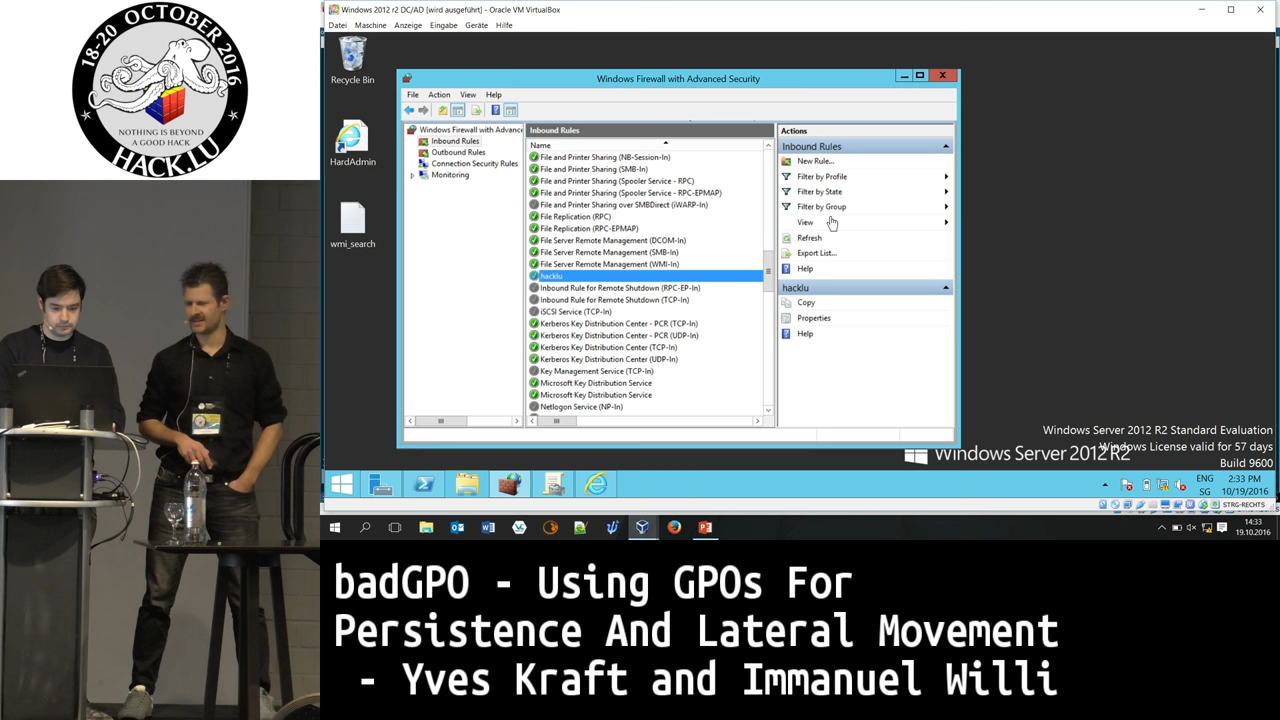 18-20 OCTOBER 2016
NOTHING IS BEYOND
A GOOD HACK
HACK.LU
Windows 2012 r2 DC/AD [wird ausgeführt] - Oracle VM VirtualBox
Datei Maschine Anzeige Eingabe Geräte Hilfe
Recycle Bin
HardAdmin
wmi_search
Windows Firewall with Advanced Security
File Action View Help
Windows Firewall with Advanc
Inbound Rules
Outbound Rules
Connection Security Rules
Monitoring
Inbound Rules
Name
File and Printer Sharing (NB-Session-In)
File and Printer Sharing (SMB-In)
File and Printer Sharing (Spooler Service - RPC)
File and Printer Sharing (Spooler Service - RPC-EPMAP)
File and Printer Sharing over SMBDirect (iWARP-In)
File Replication (RPC)
File Replication (RPC-EPMAP)
File Server Remote Management (DCOM-In)
File Server Remote Management (SMB-In)
File Server Remote Management (WMI-In)
hacklu
Inbound Rule for Remote Shutdown (RPC-EP-In)
Inbound Rule for Remote Shutdown (TCP-In)
iSCSI Service (TCP-In)
Kerberos Key Distribution Center - PCR (TCP-In)
Kerberos Key Distribution Center - PCR (UDP-In)
Kerberos Key Distribution Center (TCP-In)
Kerberos Key Distribution Center (UDP-In)
Key Management Service (TCP-In)
Microsoft Key Distribution Service
Microsoft Key Distribution Service
Netlogon Service (NP-In)
Actions
Inbound Rules
New Rule...
Filter by Profile
Filter by State
Filter by Group
View
Refresh
Export List...
Help
hacklu
Copy
Properties
Help
Windows Server 2012 R2 Standard Evaluation
Windows License valid for 57 days
Build 9600
Windows Server 2012 R2
ENG
SG
2:33 PM
10/19/2016
STRG-RECHTS
14:33
19.10.2016
badGPO - Using GPOs For
Persistence And Lateral Movement
- Yves Kraft and Immanuel Willi